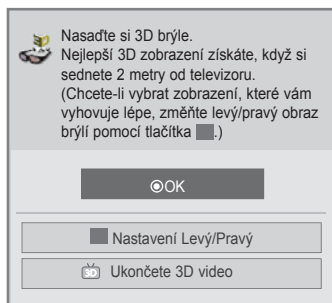 Nasaďte si 3D brýle.
Nejlepší 3D zobrazení získáte, když si
sednete 2 metry od televizoru.
(Chcete-li vybrat zobrazení, které vám
vyhovuje lépe, změňte levý/pravý obraz
brýlí pomocí tlačítka .)
OK
Nastavení Levý/Pravý
3D Ukončete 3D video